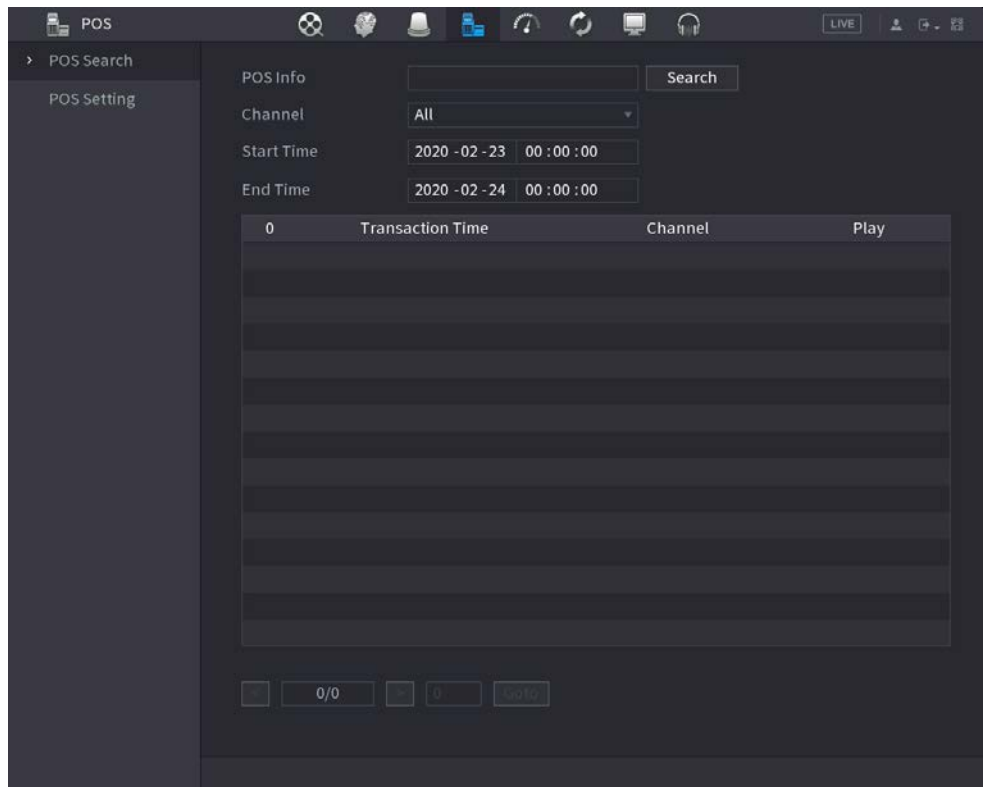 POS LIVE
POS Search
POS Setting
POS Info Search
Channel All
Start Time 2020 -02 -23 00 : 00 : 00
End Time 2020 -02 -24 00 : 00 : 00
0 Transaction Time Channel Play
< 0/0 > 0 Goto